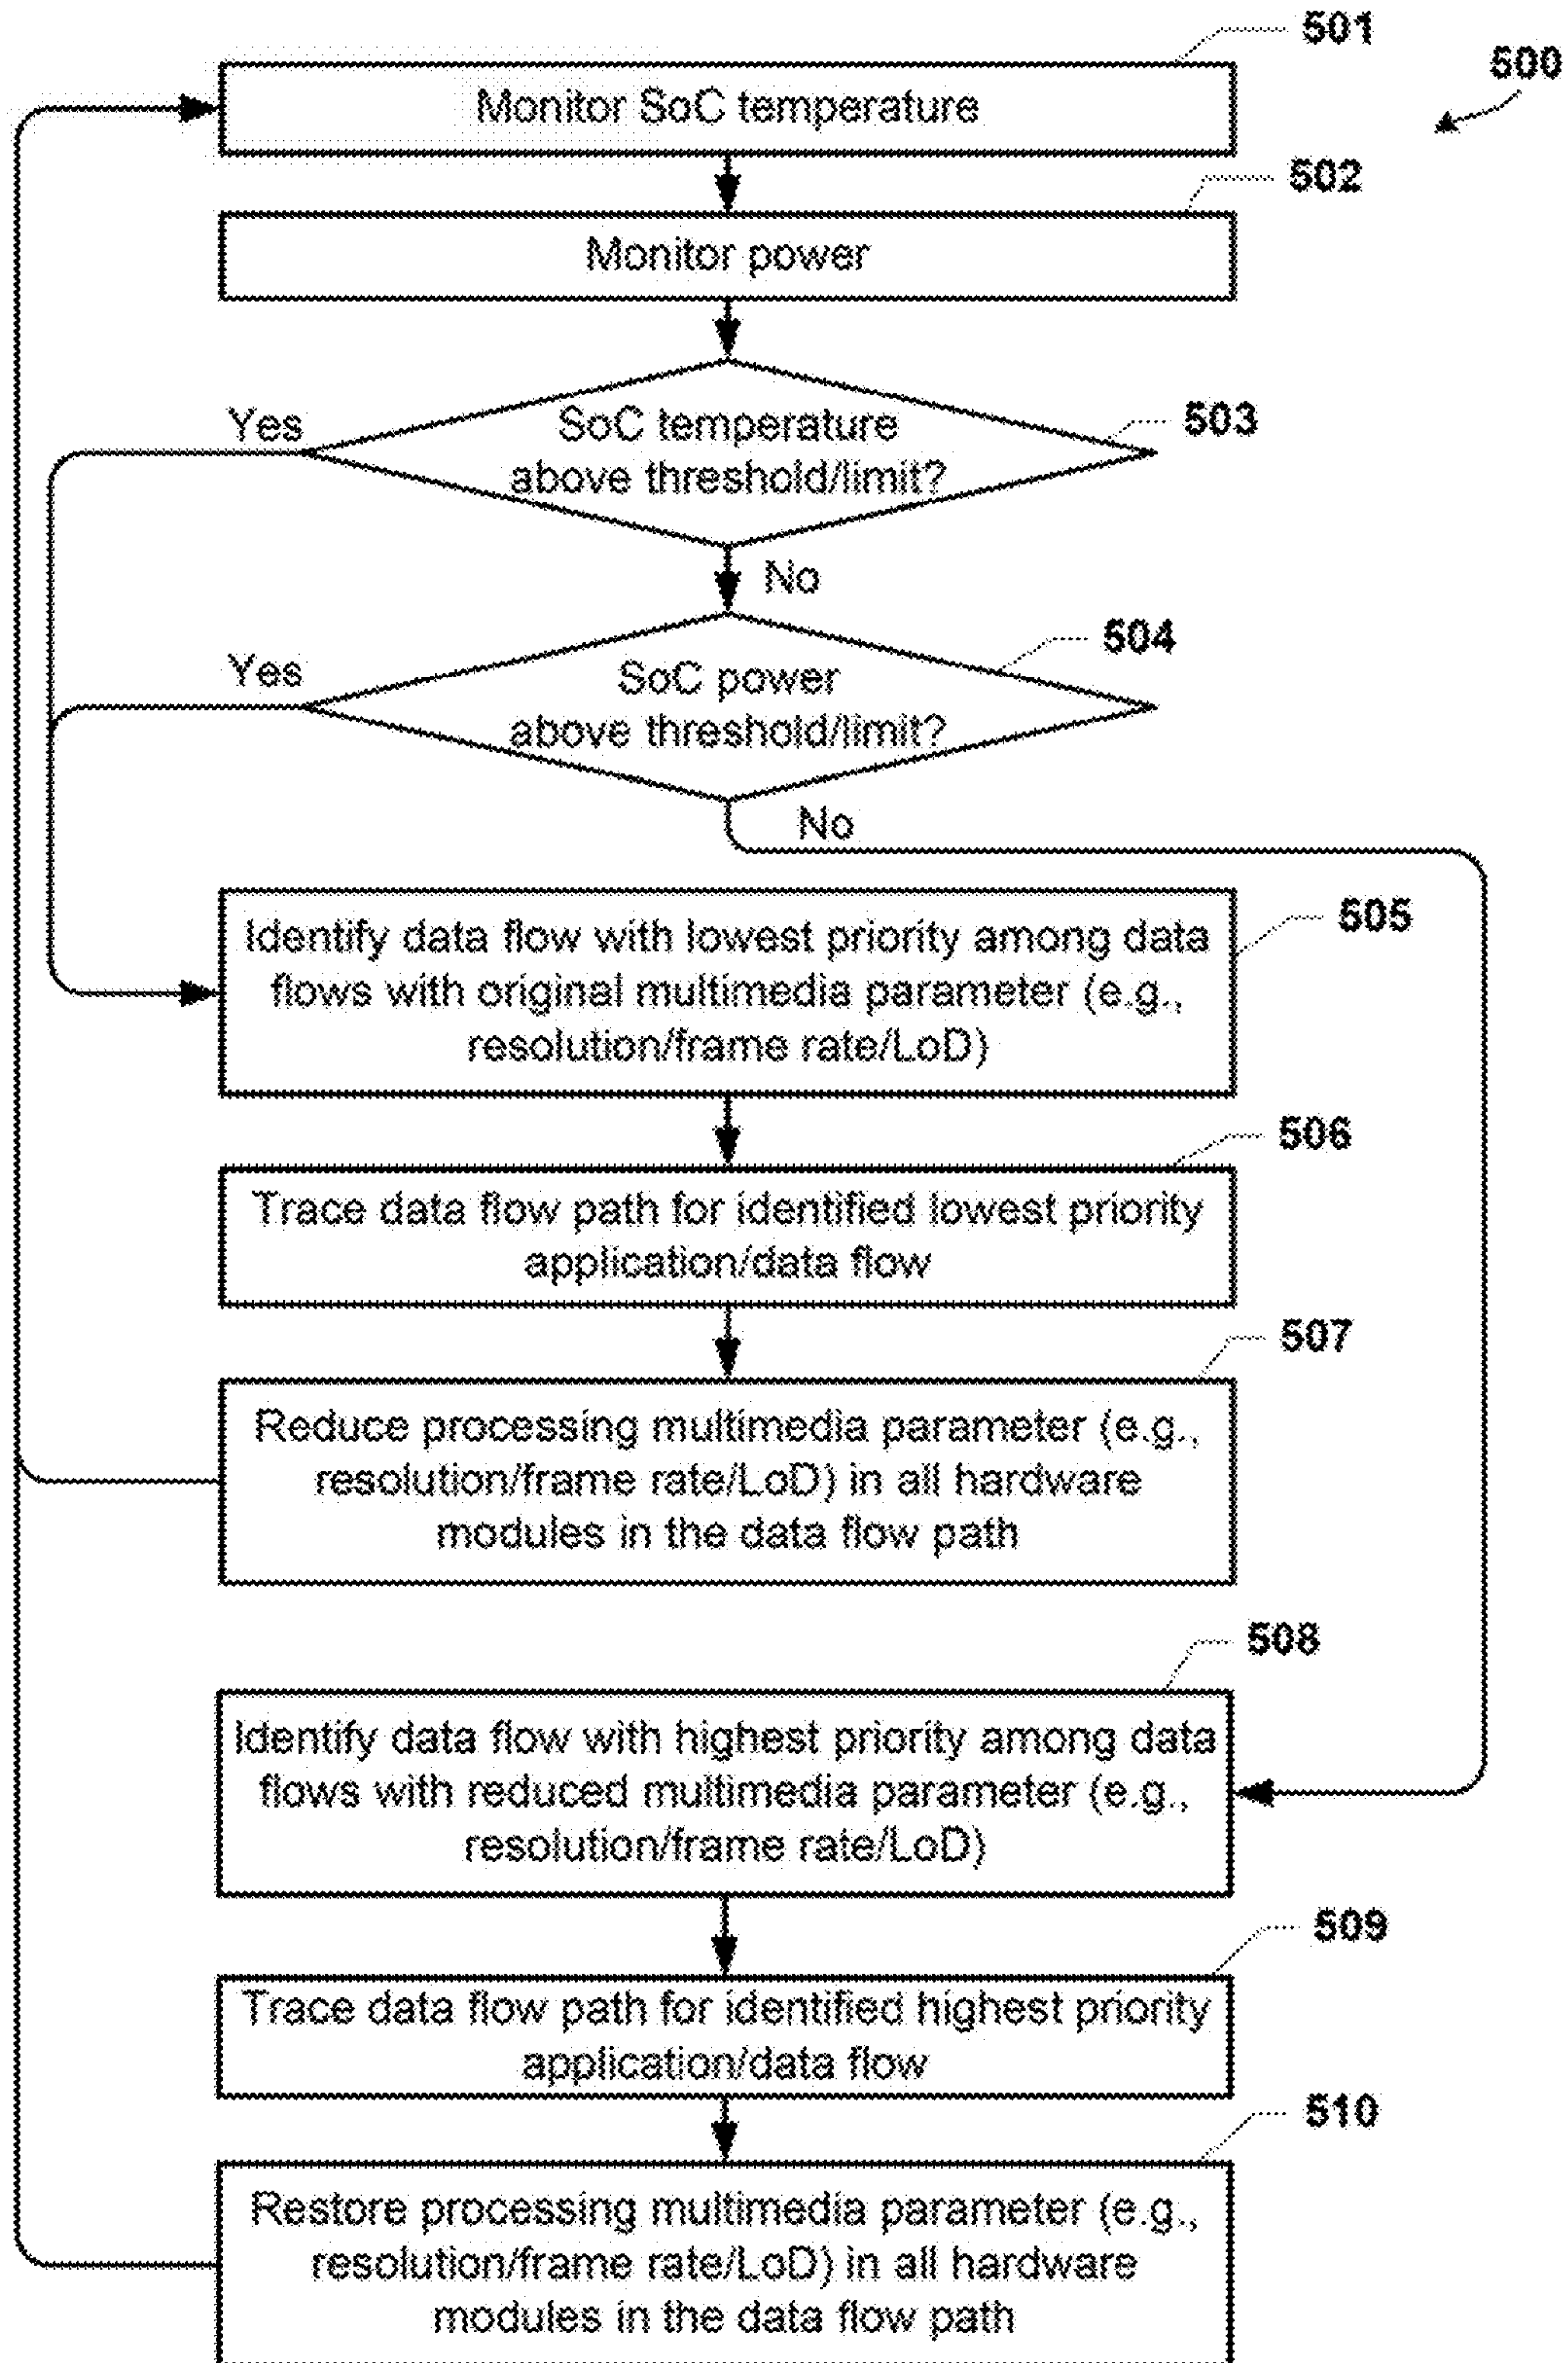 501
500
Monitor SoC temperature
502
Monitor power
Yes
SoC temperature
above threshold/limit?
503
No
504
Yes
SoC power
above threshold/limit?
No
505
Identify data flow with lowest priority among data
flows with original multimedia parameter (e.g.,
resolution/frame rate/LoD)
506
Trace data flow path for identified lowest priority
application/data flow
507
Reduce processing multimedia parameter (e.g.,
resolution/frame rate/LoD) in all hardware
modules in the data flow path
508
Identify data flow with highest priority among data
flows with reduced multimedia parameter (e.g.,
resolution/frame rate/LoD)
509
Trace data flow path for identified highest priority
application/data flow
510
Restore processing multimedia parameter (e.g.,
resolution/frame rate/LoD) in all hardware
modules in the data flow path